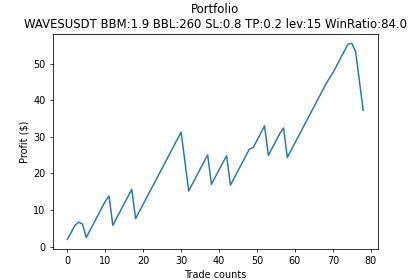 Portfolio
WAVESUSDT BBM:1.9 BBL:260 SL:0.8 TP:0.2 lev:15 WinRatio:84.0
Profit ($)
50
40
30
20
10
0
0 10 20 30 40 50 60 70 80
Trade counts